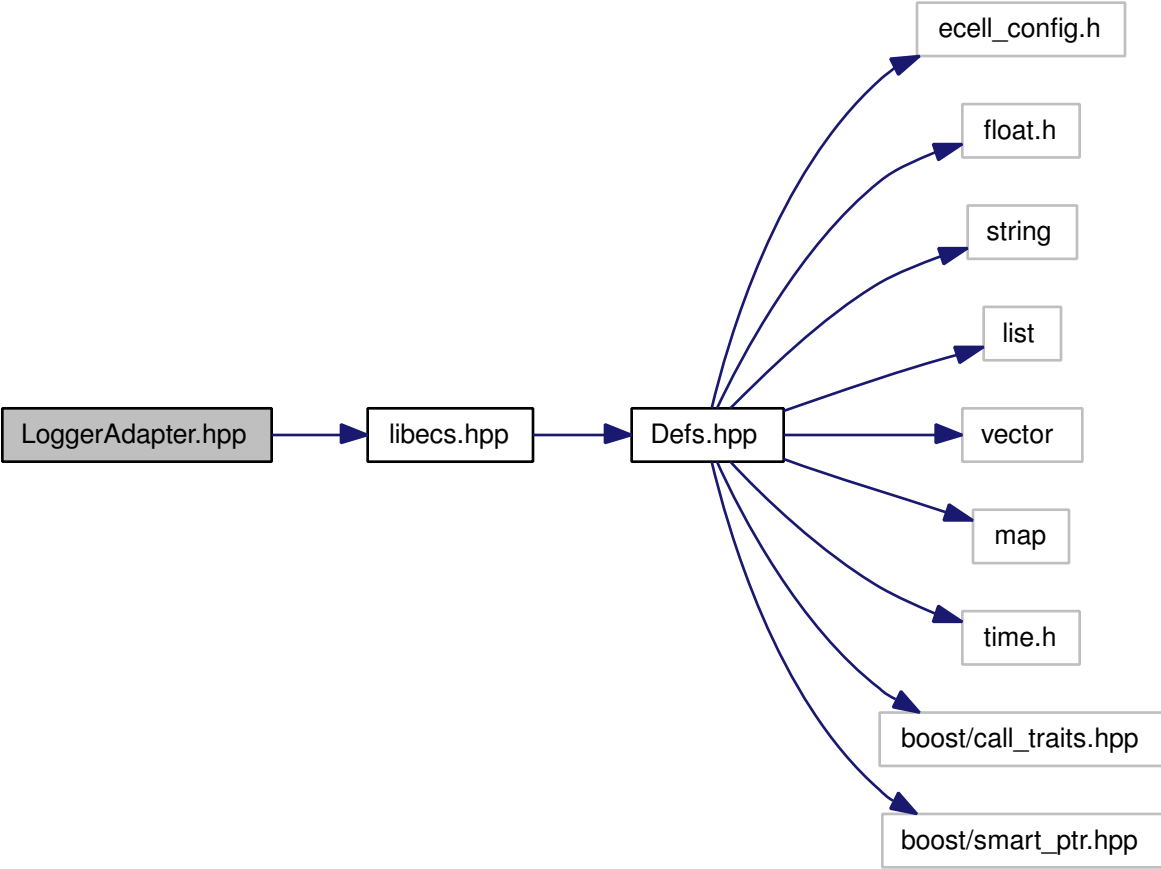 ecell_config.h
float.h
string
list
LoggerAdapter.hpp
libecs.hpp
Defs.hpp
vector
map
time.h
boost/call_traits.hpp
boost/smart_ptr.hpp